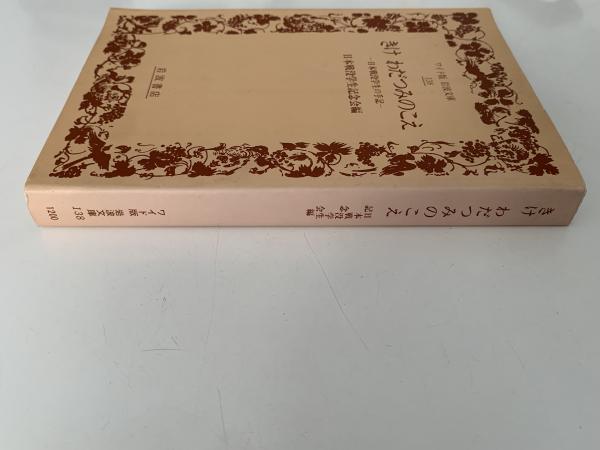 ワイド版 岩波文庫
138
きけ わだつみのこえ
―日本戦没学生の手記―
日本戦没学生記念会編
岩波書店
きけ わだつみのこえ
日本戦没学生
記念会編
ワイド版 岩波文庫
138
1200